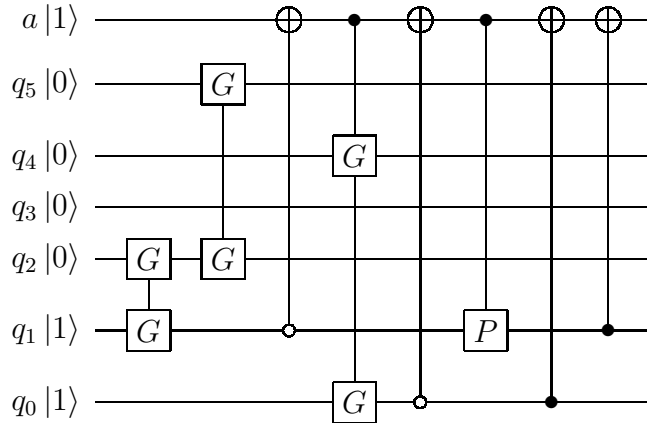 a |1⟩
q₅ |0⟩ G
q₄ |0⟩ G
q₃ |0⟩
q₂ |0⟩ G G
q₁ |1⟩ G P
q₀ |1⟩ G